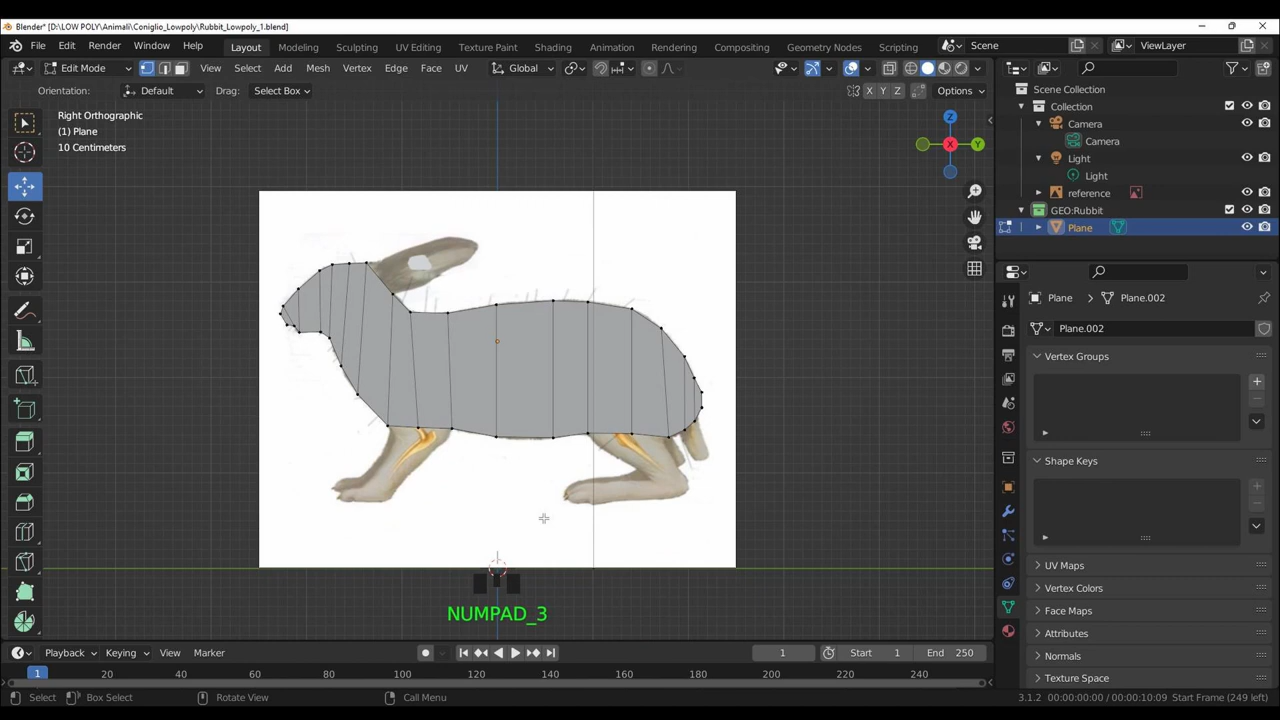 Blender* [D:\LOW POLY\Animali\Coniglio_Lowpoly\Rubbit_Lowpoly_1.blend]
File Edit Render Window Help Layout Modeling Sculpting UV Editing Texture Paint Shading Animation Rendering Compositing Geometry Nodes Scripting Scene ViewLayer
Edit Mode View Select Add Mesh Vertex Edge Face UV Global
Orientation: Default Drag: Select Box X Y Z Options
Right Orthographic
(1) Plane
10 Centimeters
Z
X Y
Scene Collection
Collection
Camera
Camera
Light
Light
reference
GEO:Rubbit
Plane
Plane > Plane.002
Plane.002
Vertex Groups
Shape Keys
UV Maps
Vertex Colors
Face Maps
Attributes
Normals
Texture Space
NUMPAD_3
Playback Keying View Marker 1 Start 1 End 250
1 20 40 60 80 100 120 140 160 180 200 220 240
Select Box Select Rotate View Call Menu 3.1.2 00:00:00:00 / 00:00:10:09 Start Frame (249 left)